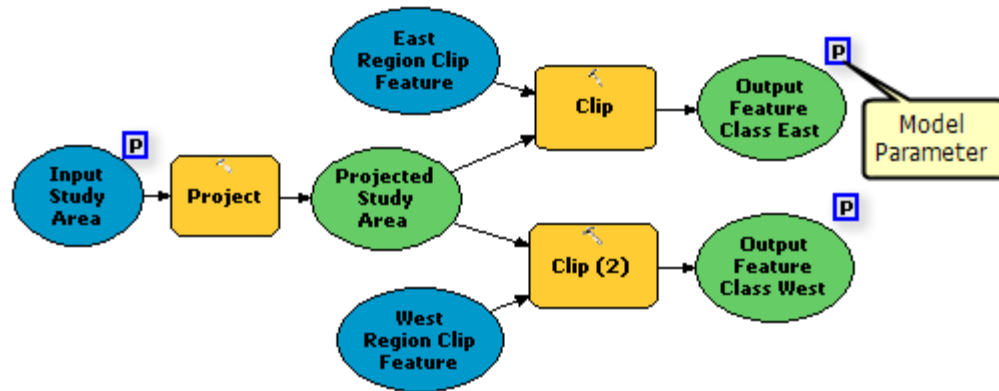 East
Region Clip
Feature
P
Clip
Output
Feature
Class East
Model
Parameter
P
Input
Study
Area
Project
Projected
Study
Area
P
Clip (2)
Output
Feature
Class West
West
Region Clip
Feature